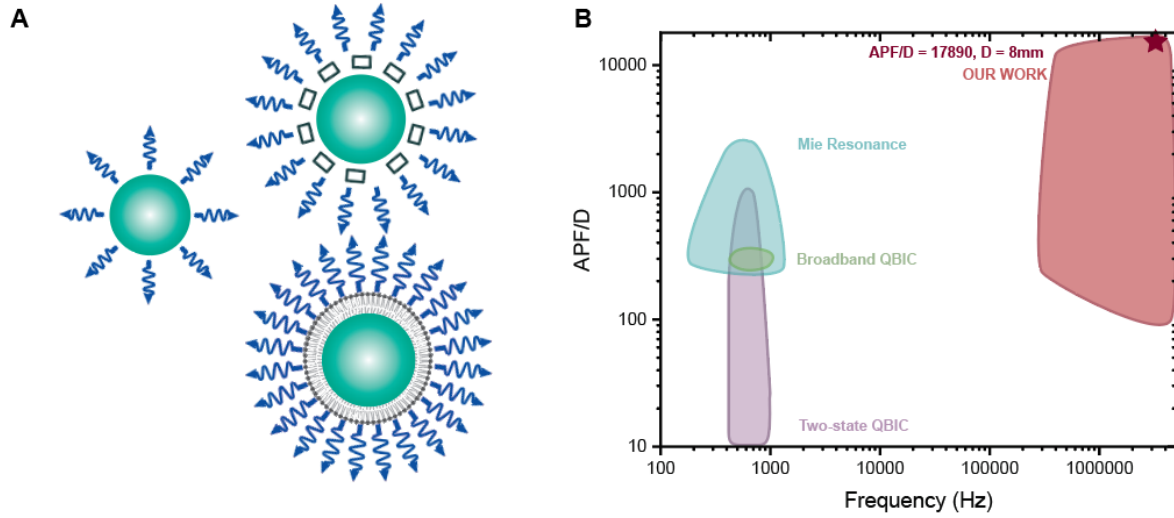 A
B
APF/D = 17890, D = 8mm
OUR WORK
Mie Resonance
Broadband QBIC
Two-state QBIC
APF/D
10000
1000
100
10
100
1000
10000
100000
1000000
Frequency (Hz)